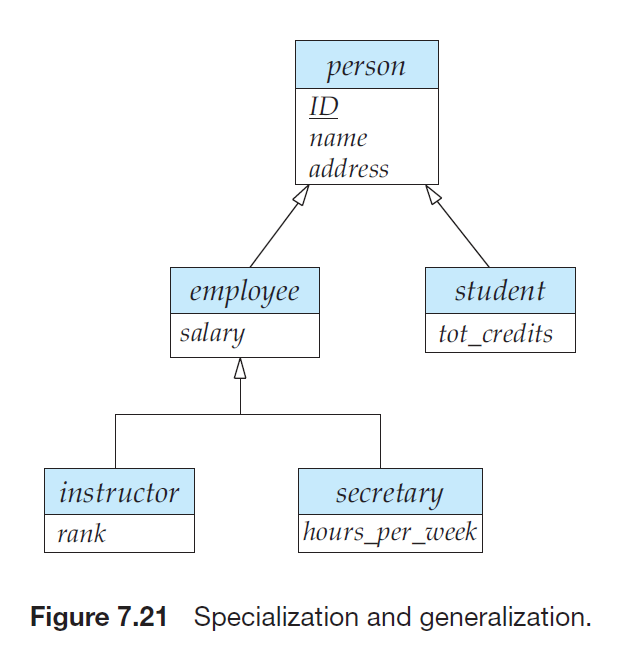 person
ID
name
address
employee
salary
student
tot_credits
instructor
rank
secretary
hours_per_week
Figure 7.21 Specialization and generalization.